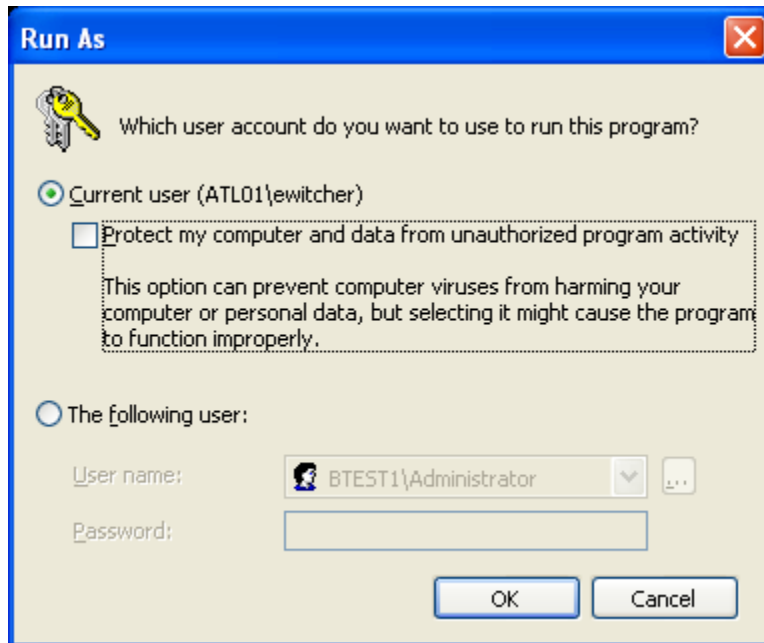 Run As
Which user account do you want to use to run this program?
Current user (ATL01\ewitcher)
Protect my computer and data from unauthorized program activity
This option can prevent computer viruses from harming your
computer or personal data, but selecting it might cause the program
to function improperly.
The following user:
User name:
BTEST1\Administrator
...
Password:
OK
Cancel